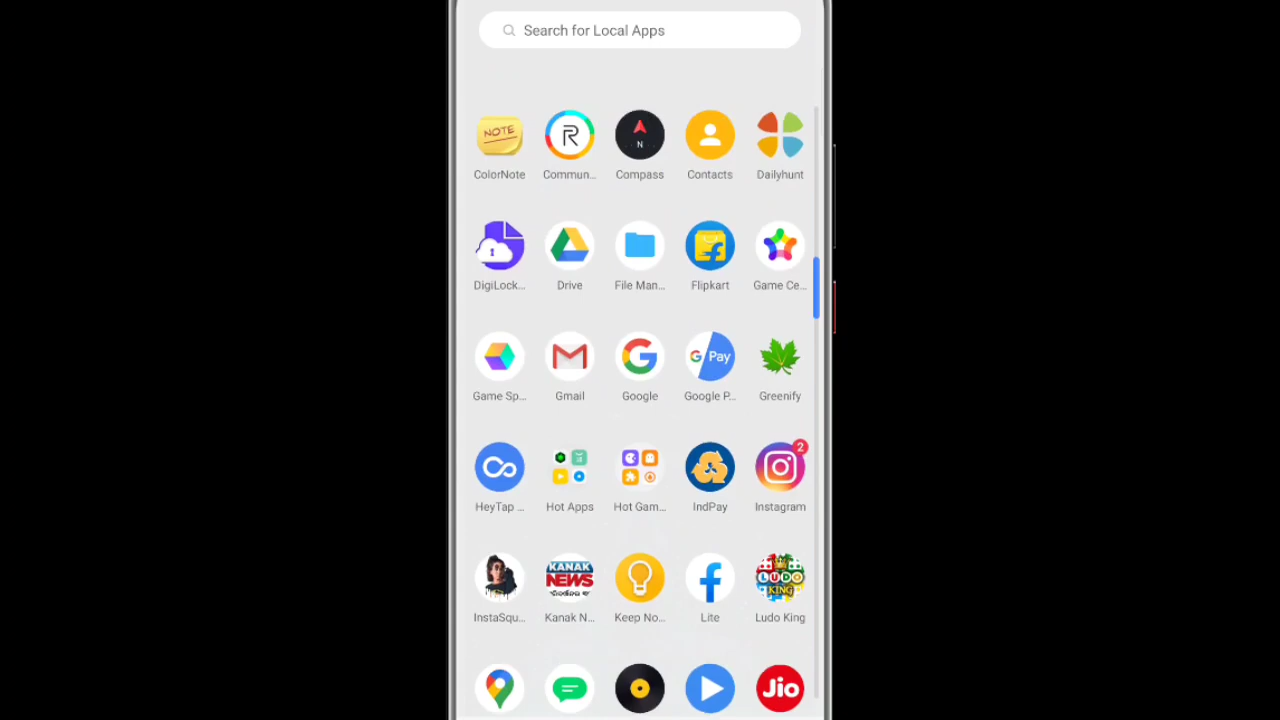 Search for Local Apps
NOTE
R
N
ColorNote Commun... Compass Contacts Dailyhunt
DigiLock... Drive File Man... Flipkart Game Ce...
G Pay
Game Sp... Gmail Google Google P... Greenify
2
HeyTap ... Hot Apps Hot Gam... IndPay Instagram
KANAK
NEWS
LUDO
KING
InstaSqu... Kanak N... Keep No... Lite Ludo King
Jio